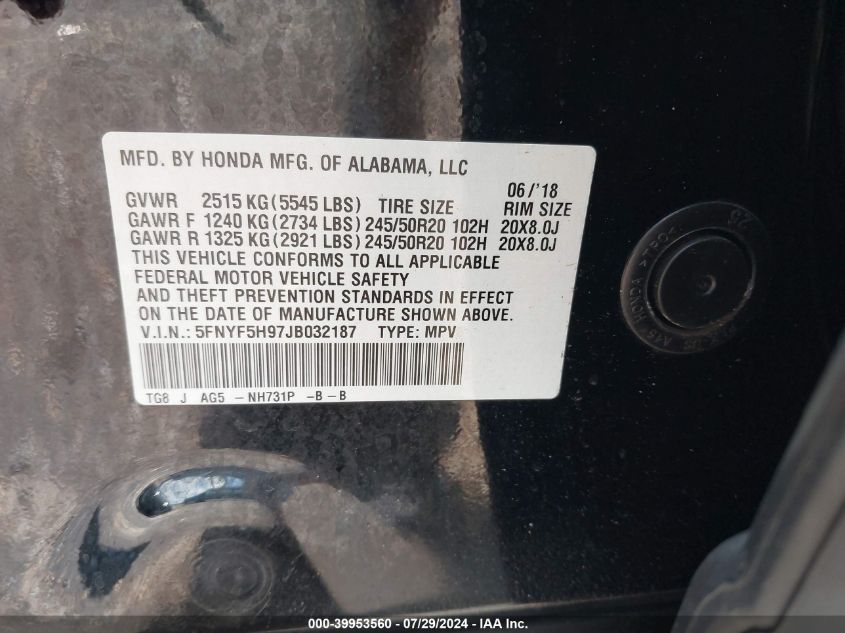 MFD. BY HONDA MFG. OF ALABAMA, LLC
06/'18
GVWR 2515 KG(5545 LBS) TIRE SIZE RIM SIZE
GAWR F 1240 KG(2734 LBS)245/50R20 102H 20X8.0J
GAWR R 1325 KG(2921 LBS)245/50R20 102H 20X8.0J
THIS VEHICLE CONFORMS TO ALL APPLICABLE
FEDERAL MOTOR VEHICLE SAFETY
AND THEFT PREVENTION STANDARDS IN EFFECT
ON THE DATE OF MANUFACTURE SHOWN ABOVE.
V.I.N.: 5FNYF5H97JB032187 TYPE: MPV
TG8 J AG5 -NH731P -B-B
25
000-39953560 - 07/29/2024 - IAA Inc.